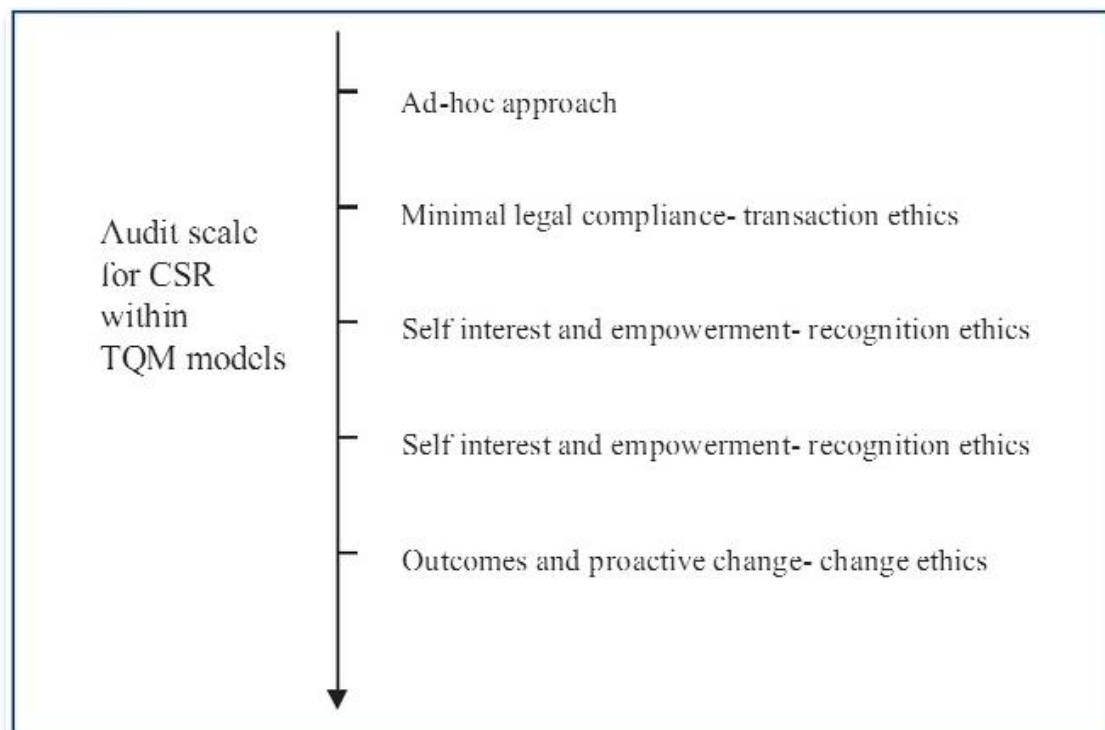 Ad-hoc approach
Minimal legal compliance- transaction ethics
Audit scale
for CSR
within
TQM models
Self interest and empowerment- recognition ethics
Self interest and empowerment- recognition ethics
Outcomes and proactive change- change ethics